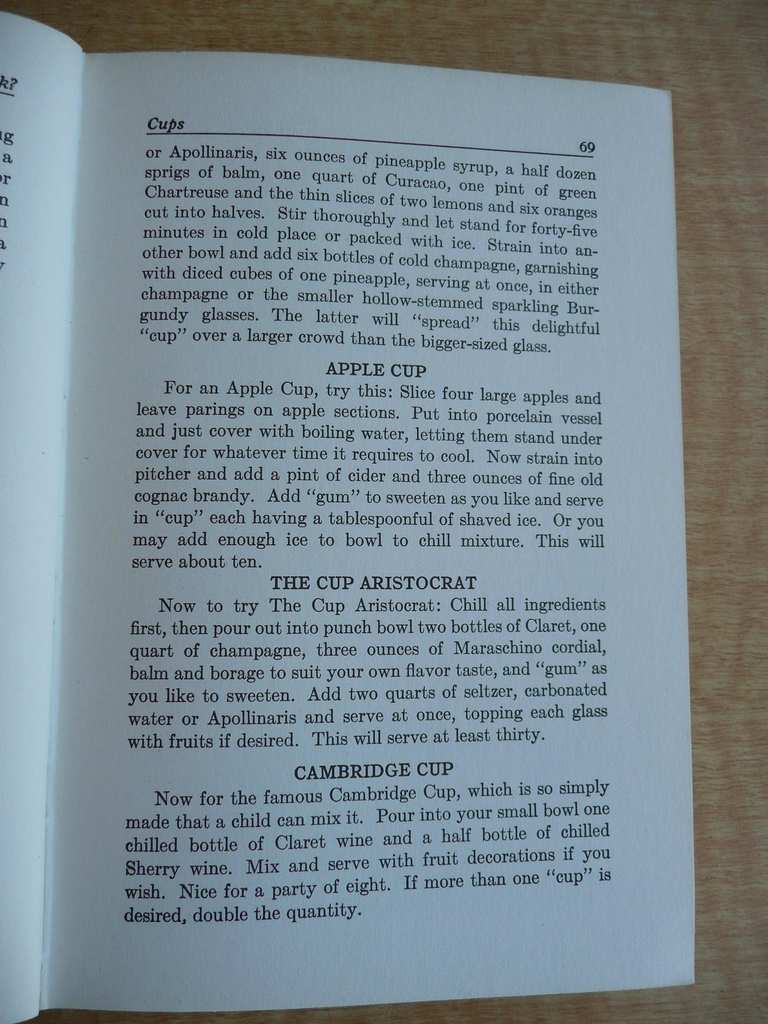 k?
Cups
69
or Apollinaris, six ounces of pineapple syrup, a half dozen
sprigs of balm, one quart of Curacao, one pint of green
Chartreuse and the thin slices of two lemons and six oranges
cut into halves. Stir thoroughly and let stand for forty-five
minutes in cold place or packed with ice. Strain into an-
other bowl and add six bottles of cold champagne, garnishing
with diced cubes of one pineapple, serving at once, in either
champagne or the smaller hollow-stemmed sparkling Bur-
gundy glasses. The latter will "spread" this delightful
"cup" over a larger crowd than the bigger-sized glass.
APPLE CUP
For an Apple Cup, try this: Slice four large apples and
leave parings on apple sections. Put into porcelain vessel
and just cover with boiling water, letting them stand under
cover for whatever time it requires to cool. Now strain into
pitcher and add a pint of cider and three ounces of fine old
cognac brandy. Add "gum" to sweeten as you like and serve
in "cup" each having a tablespoonful of shaved ice. Or you
may add enough ice to bowl to chill mixture. This will
serve about ten.
THE CUP ARISTOCRAT
Now to try The Cup Aristocrat: Chill all ingredients
first, then pour out into punch bowl two bottles of Claret, one
quart of champagne, three ounces of Maraschino cordial,
balm and borage to suit your own flavor taste, and "gum" as
you like to sweeten. Add two quarts of seltzer, carbonated
water or Apollinaris and serve at once, topping each glass
with fruits if desired. This will serve at least thirty.
CAMBRIDGE CUP
Now for the famous Cambridge Cup, which is so simply
made that a child can mix it. Pour into your small bowl one
chilled bottle of Claret wine and a half bottle of chilled
Sherry wine. Mix and serve with fruit decorations if you
wish. Nice for a party of eight. If more than one "cup" is
desired, double the quantity.